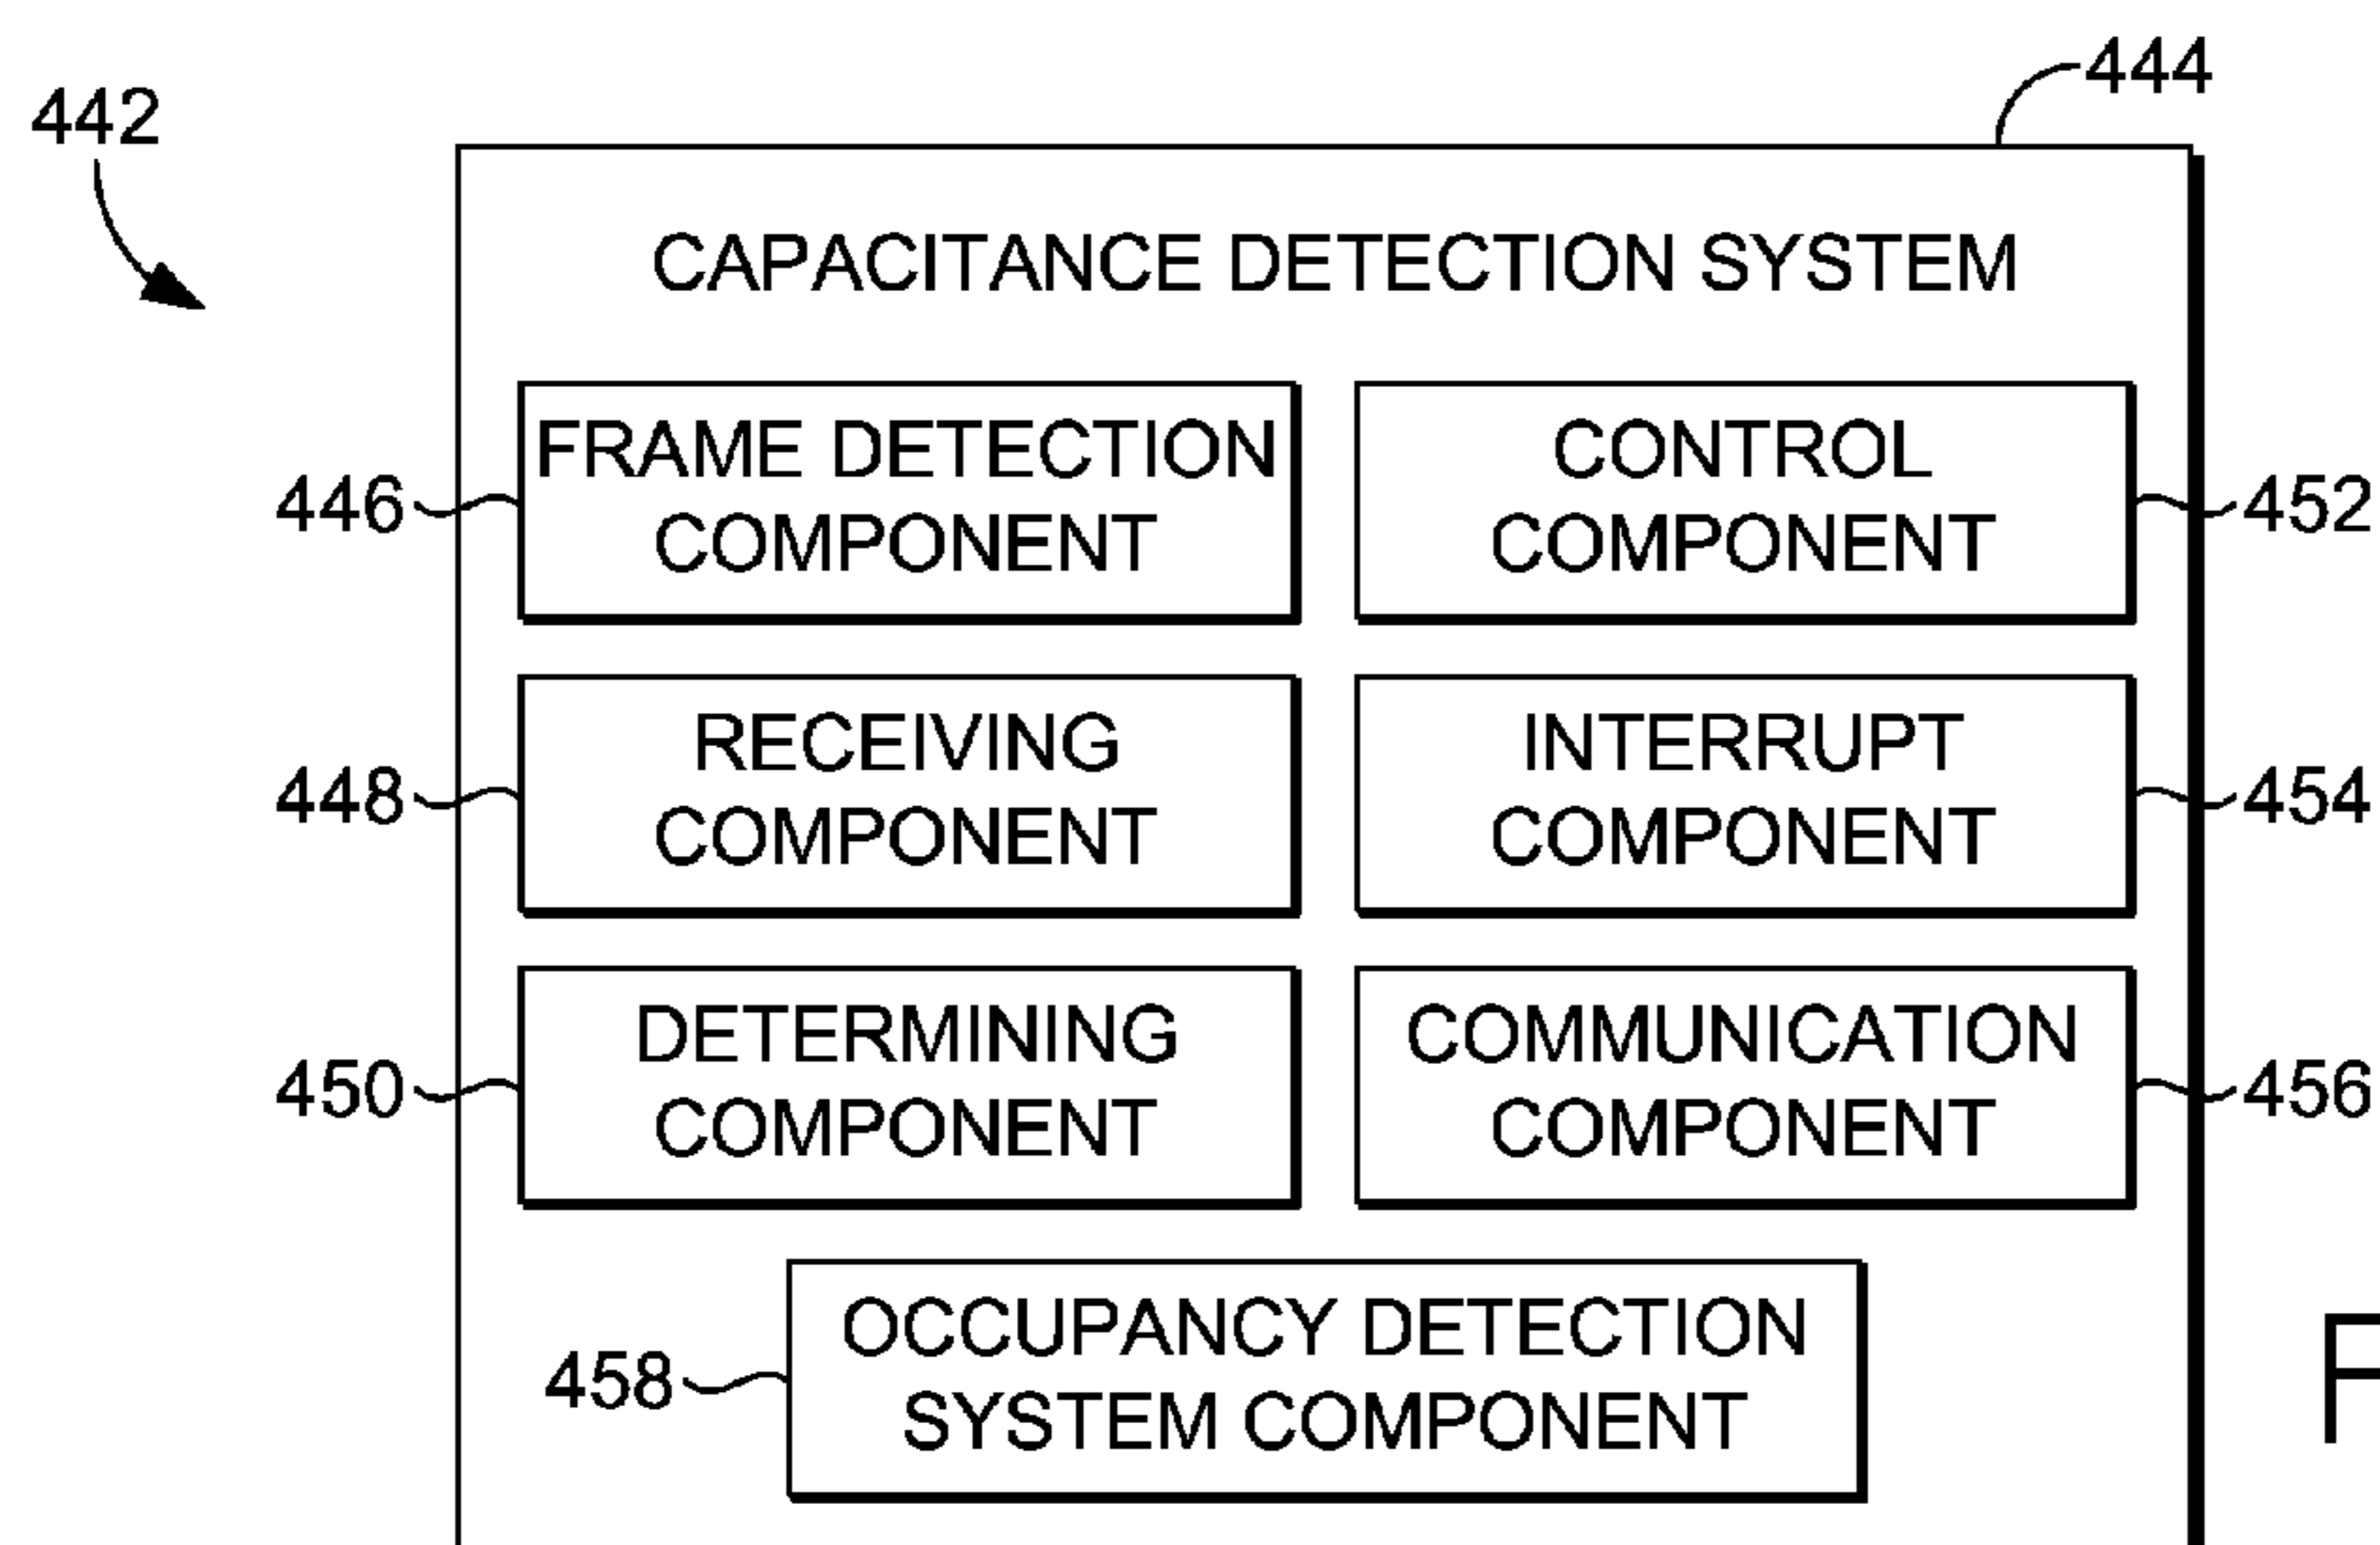 444
442
CAPACITANCE DETECTION SYSTEM
FRAME DETECTION
COMPONENT
446
CONTROL
COMPONENT
452
RECEIVING
COMPONENT
448
INTERRUPT
COMPONENT
454
DETERMINING
COMPONENT
450
COMMUNICATION
COMPONENT
456
OCCUPANCY DETECTION
SYSTEM COMPONENT
458
F